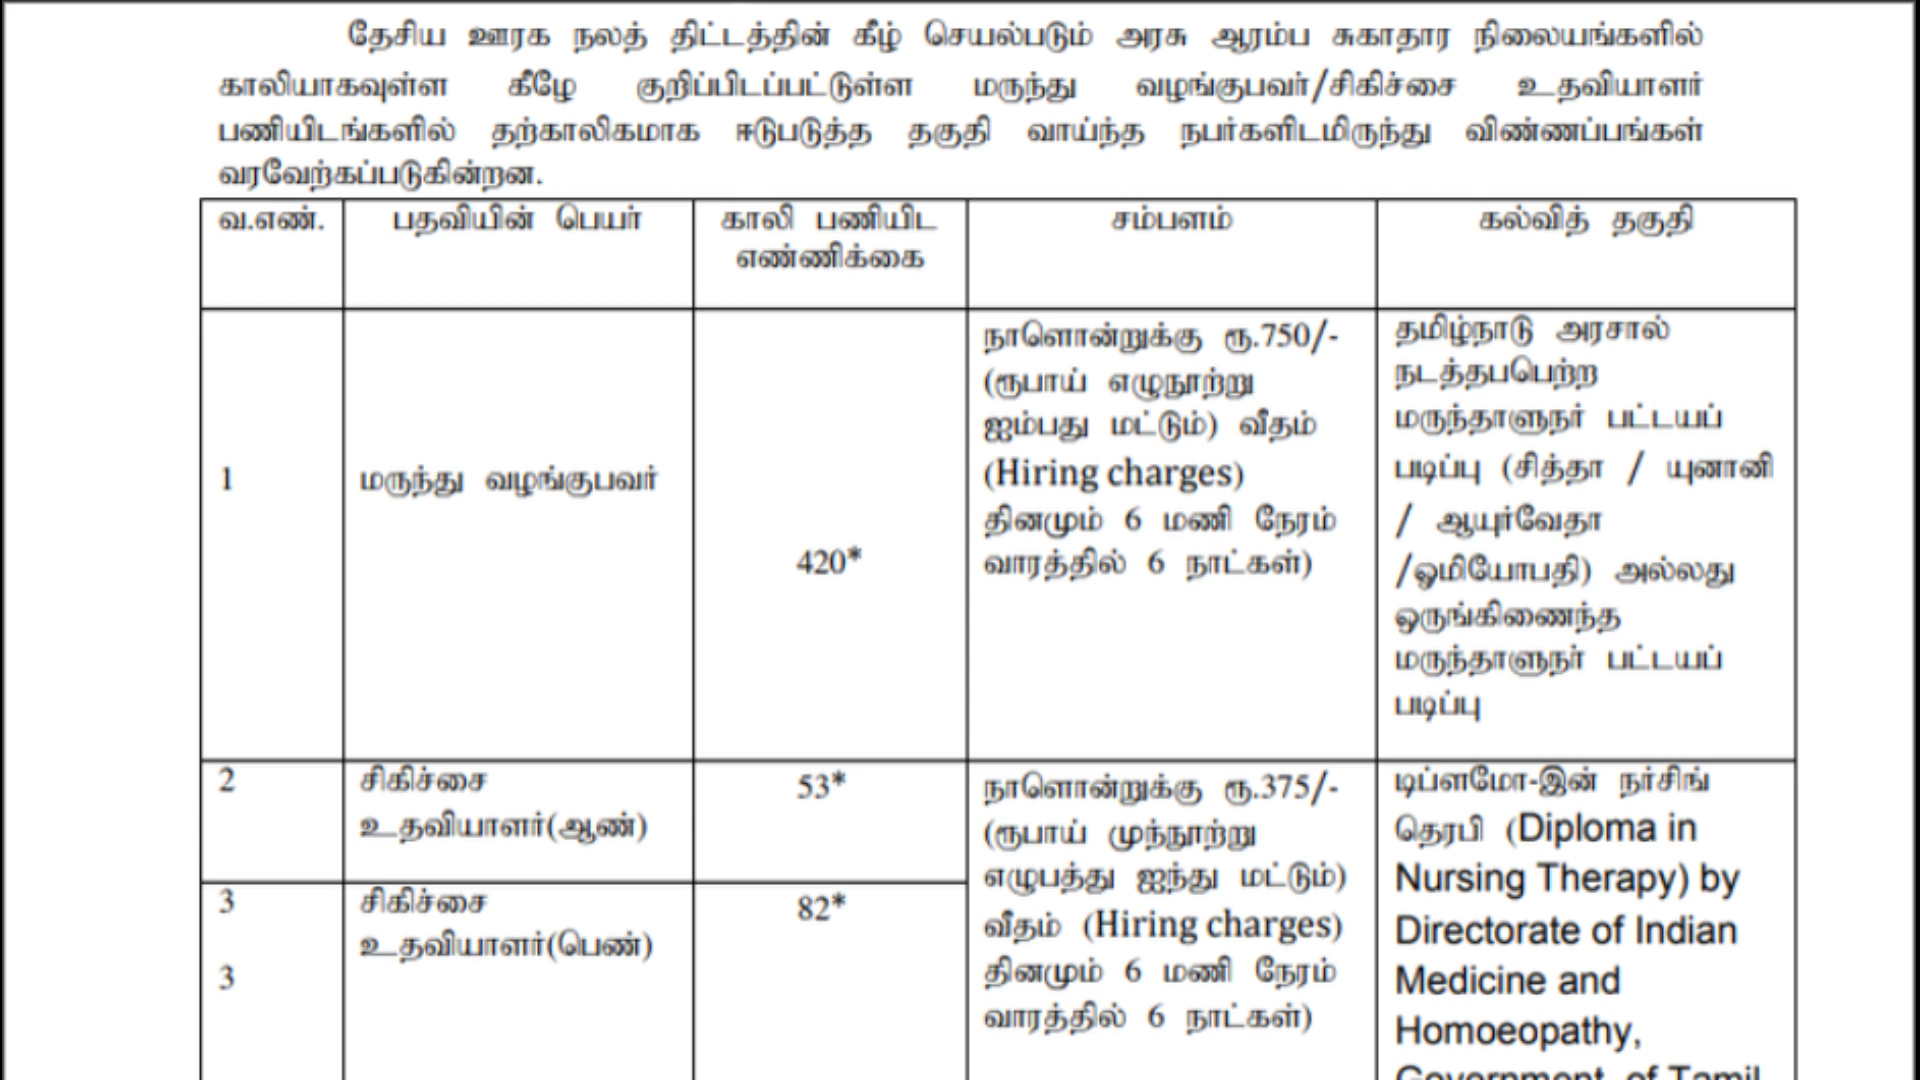 தேசிய ஊரக நலத் திட்டத்தின் கீழ் செயல்படும் அரசு ஆரம்ப சுகாதார நிலையங்களில்
காலியாகவுள்ள கீழே குறிப்பிடப்பட்டுள்ள மருந்து வழங்குபவர்/சிகிச்சை உதவியாளர்
பணியிடங்களில் தற்காலிகமாக ஈடுபடுத்த தகுதி வாய்ந்த நபர்களிடமிருந்து விண்ணப்பங்கள்
வரவேற்கப்படுகின்றன.
வ.எண்.
பதவியின் பெயர்
காலி பணியிட
எண்ணிக்கை
சம்பளம்
கல்வித் தகுதி
1
மருந்து வழங்குபவர்
420*
நாளொன்றுக்கு ரூ.750/-
(ரூபாய் எழுநூற்று
ஐம்பது மட்டும்) வீதம்
(Hiring charges)
தினமும் 6 மணி நேரம்
வாரத்தில் 6 நாட்கள்)
தமிழ்நாடு அரசால்
நடத்தபபெற்ற
மருந்தாளுநர் பட்டயப்
படிப்பு (சித்தா / யுனானி
/ ஆயுர்வேதா
/ஓமியோபதி) அல்லது
ஒருங்கிணைந்த
மருந்தாளுநர் பட்டயப்
படிப்பு
2
சிகிச்சை
உதவியாளர்(ஆண்)
53*
நாளொன்றுக்கு ரூ.375/-
(ரூபாய் முந்நூற்று
எழுபத்து ஐந்து மட்டும்)
வீதம் (Hiring charges)
தினமும் 6 மணி நேரம்
வாரத்தில் 6 நாட்கள்)
டிப்ளமோ-இன் நர்சிங்
தெரபி (Diploma in
Nursing Therapy) by
Directorate of Indian
Medicine and
Homoeopathy,
Government of Tamil
3
சிகிச்சை
உதவியாளர்(பெண்)
82*
3